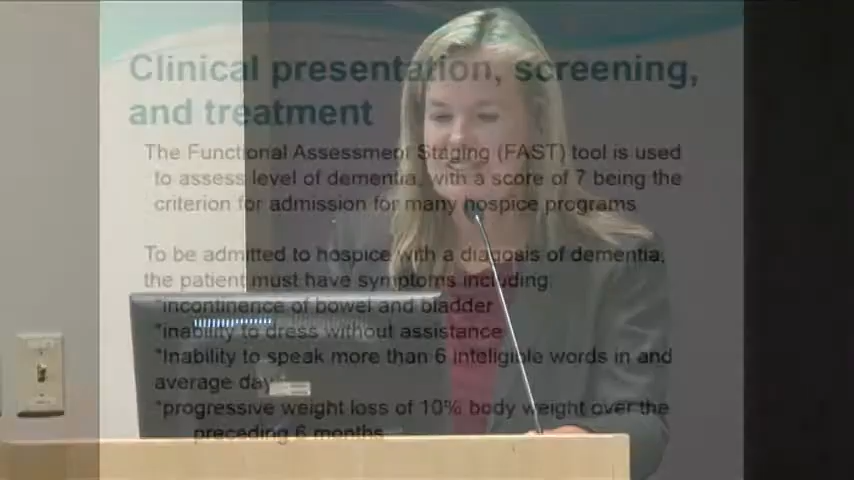 Clinical presentation, screening,
and treatment
The Functional Assessment Staging (FAST) tool is used
to assess level of dementia, with a score of 7 being the
criterion for admission for many hospice programs
To be admitted to hospice with a diagosis of dementia,
the patient must have symptoms including:
*incontinence of bowel and bladder
*inability to dress without assistance
*Inability to speak more than 6 inteligible words in and
average day
*progressive weight loss of 10% body weight over the
preceding 6 months